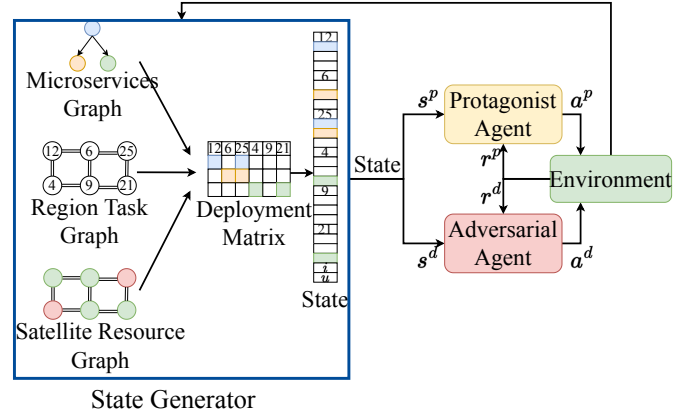 Microservices
Graph
12 6 25
4 9 21
Region Task
Graph
Satellite Resource
Graph
12 6 25 4 9 21
Deployment
Matrix
12
6
25
4
9
21
i
u
State
State Generator
State
s^p
s^d
Protagonist
Agent
r^p
r^d
Adversarial
Agent
a^p
a^d
Environment